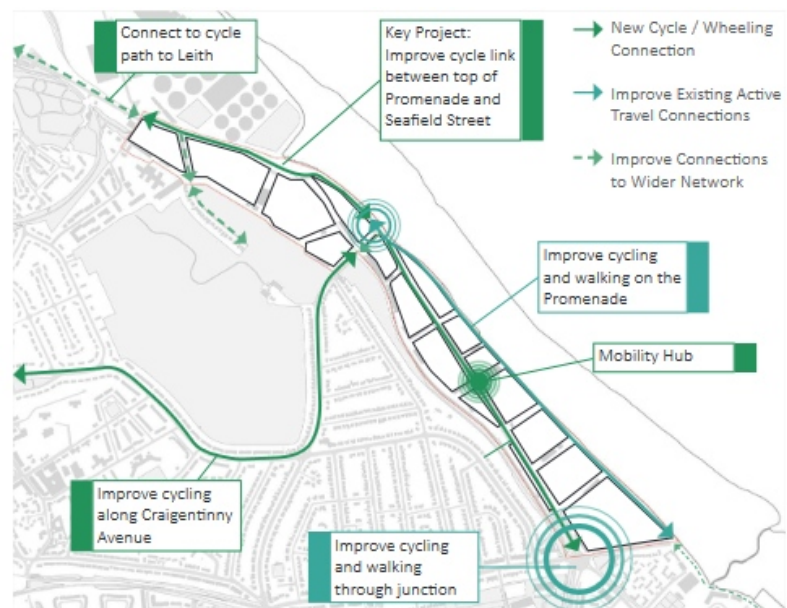 Connect to cycle
path to Leith
Key Project:
Improve cycle link
between top of
Promenade and
Seafield Street
New Cycle / Wheeling
Connection
Improve Existing Active
Travel Connections
Improve Connections
to Wider Network
Improve cycling
and walking on the
Promenade
Mobility Hub
Improve cycling
along Craigentinny
Avenue
Improve cycling
and walking
through junction